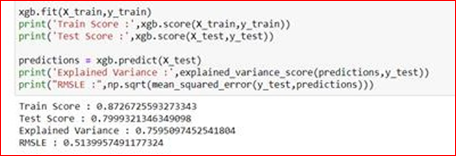 xgb.fit(X_train,y_train)
print('Train Score :',xgb.score(X_train,y_train))
print('Test Score :',xgb.score(X_test,y_test))
predictions = xgb.predict(X_test)
print('Explained Variance :',explained_variance_score(predictions,y_test))
print("RMSLE :",np.sqrt(mean_squared_error(y_test,predictions)))
Train Score : 0.8726725593273343
Test Score : 0.7999321346349098
Explained Variance : 0.7595097452541804
RMSLE : 0.5139957491177324